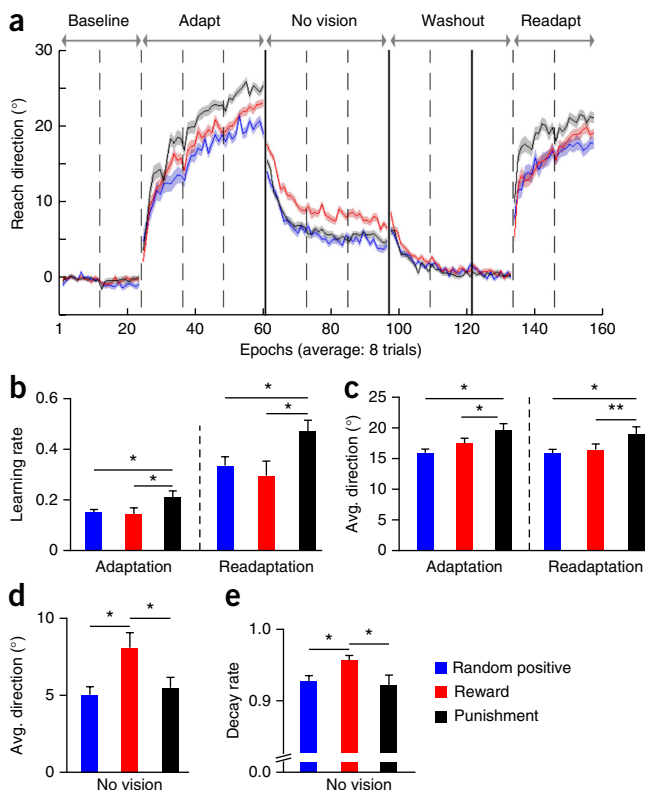 a
Baseline Adapt No vision Washout Readapt
Reach direction (°)
30
20
10
0
1 20 40 60 80 100 120 140 160
Epochs (average: 8 trials)
b
Learning rate
0.6
0.4
0.2
0
* * * *
Adaptation Readaptation
c
Avg. direction (°)
25
20
15
10
5
0
* * * **
Adaptation Readaptation
d
Avg. direction (°)
10
5
0
* *
No vision
e
Decay rate
1.0
0.9
0.0
* *
No vision
Random positive
Reward
Punishment